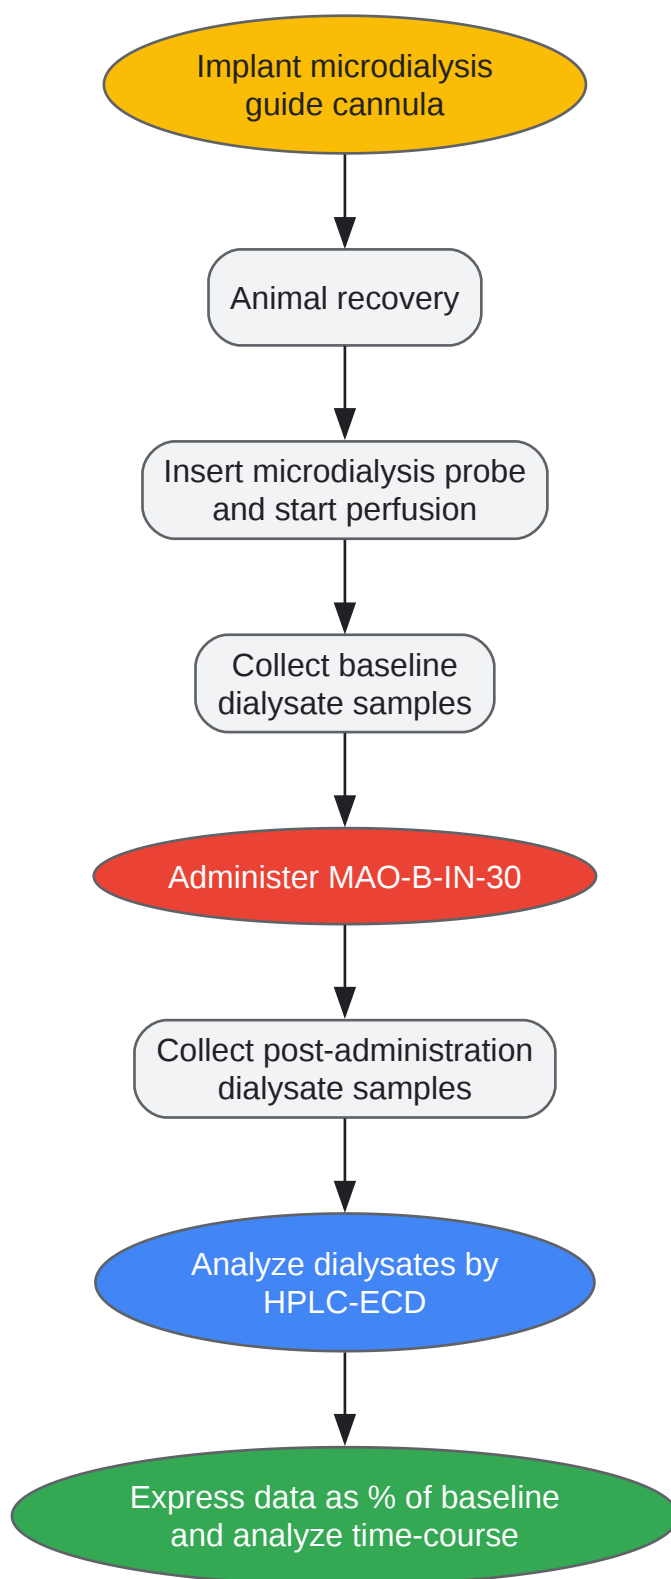 Implant microdialysis
guide cannula
Animal recovery
Insert microdialysis probe
and start perfusion
Collect baseline
dialysate samples
Administer MAO-B-IN-30
Collect post-administration
dialysate samples
Analyze dialysates by
HPLC-ECD
Express data as % of baseline
and analyze time-course